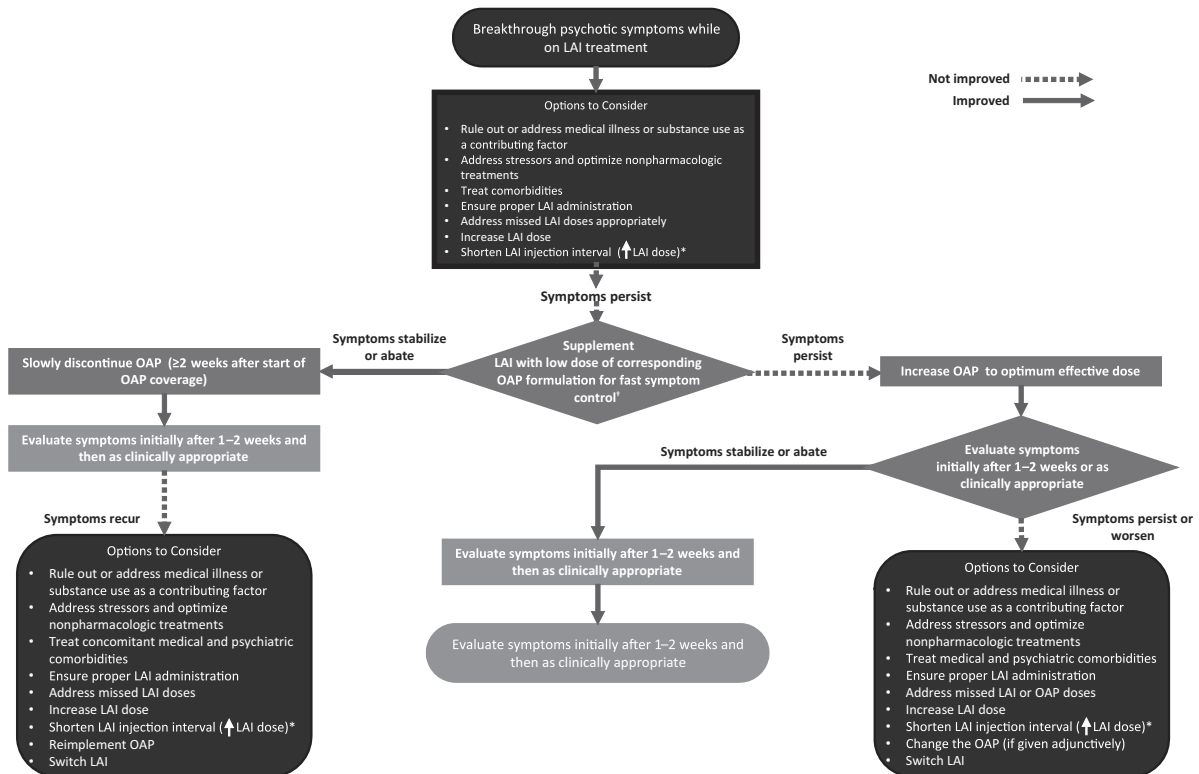 Breakthrough psychotic symptoms while
on LAI treatment
Not improved
Improved
Options to Consider
• Rule out or address medical illness or substance use as
a contributing factor
• Address stressors and optimize nonpharmacologic
treatments
• Treat comorbidities
• Ensure proper LAI administration
• Address missed LAI doses appropriately
• Increase LAI dose
• Shorten LAI injection interval (⬆LAI dose)*
Symptoms persist
Supplement
LAI with low dose of corresponding
OAP formulation for fast symptom
control†
Symptoms stabilize
or abate
Slowly discontinue OAP (≥2 weeks after start of
OAP coverage)
Evaluate symptoms initially after 1–2 weeks and
then as clinically appropriate
Symptoms recur
Options to Consider
• Rule out or address medical illness or
substance use as a contributing factor
• Address stressors and optimize
nonpharmacologic treatments
• Treat concomitant medical and psychiatric
comorbidities
• Ensure proper LAI administration
• Address missed LAI doses
• Increase LAI dose
• Shorten LAI injection interval (⬆LAI dose)*
• Reimplement OAP
• Switch LAI
Symptoms
persist
Increase OAP to optimum effective dose
Evaluate symptoms
initially after 1–2 weeks or as
clinically appropriate
Symptoms stabilize or abate
Evaluate symptoms initially after 1–2 weeks and
then as clinically appropriate
Evaluate symptoms initially after 1–2 weeks and
then as clinically appropriate
Symptoms persist or
worsen
Options to Consider
• Rule out or address medical illness or
substance use as a contributing factor
• Address stressors and optimize
nonpharmacologic treatments
• Treat medical and psychiatric comorbidities
• Ensure proper LAI administration
• Address missed LAI or OAP doses
• Increase LAI dose
• Shorten LAI injection interval (⬆LAI dose)*
• Change the OAP (if given adjunctively)
• Switch LAI